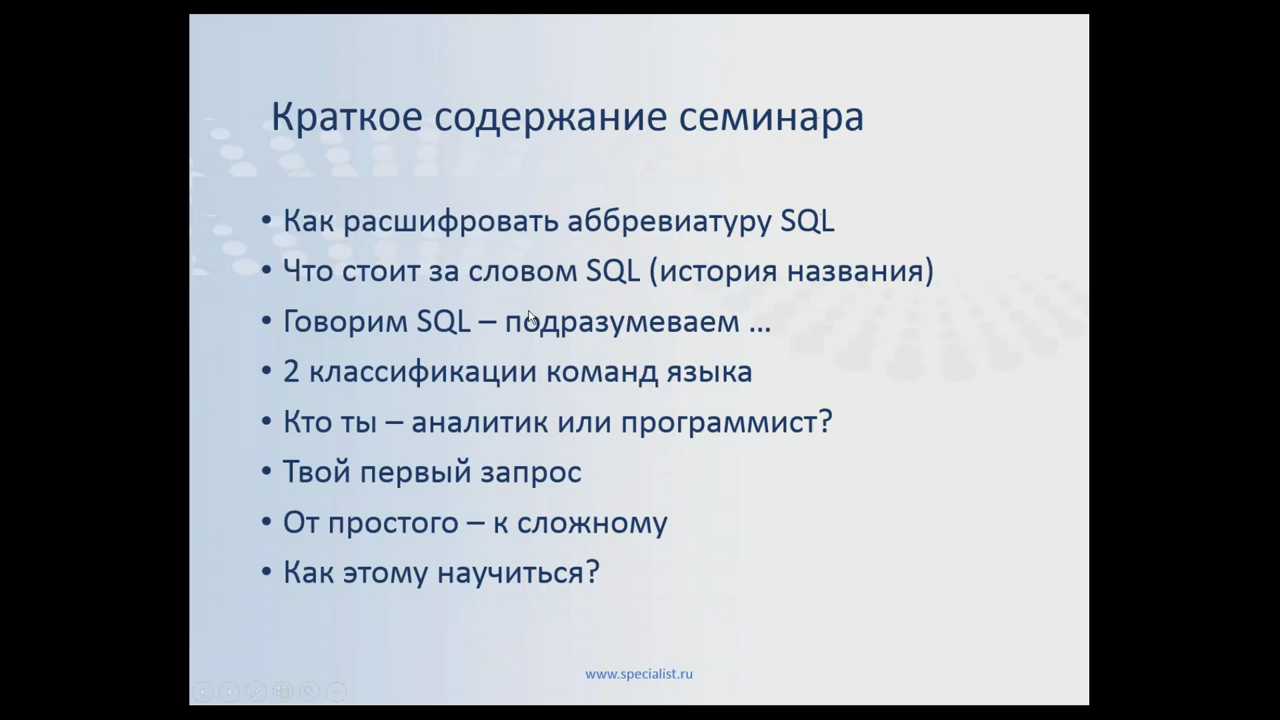 Краткое содержание семинара
• Как расшифровать аббревиатуру SQL
• Что стоит за словом SQL (история названия)
• Говорим SQL – подразумеваем ...
• 2 классификации команд языка
• Кто ты – аналитик или программист?
• Твой первый запрос
• От простого – к сложному
• Как этому научиться?
www.specialist.ru